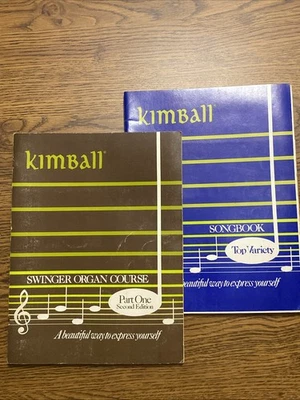 Kimball®
SONGBOOK
Top Variety
A beautiful way to express yourself
Kimball®
SWINGER ORGAN COURSE
Part One
Second Edition
A beautiful way to express yourself